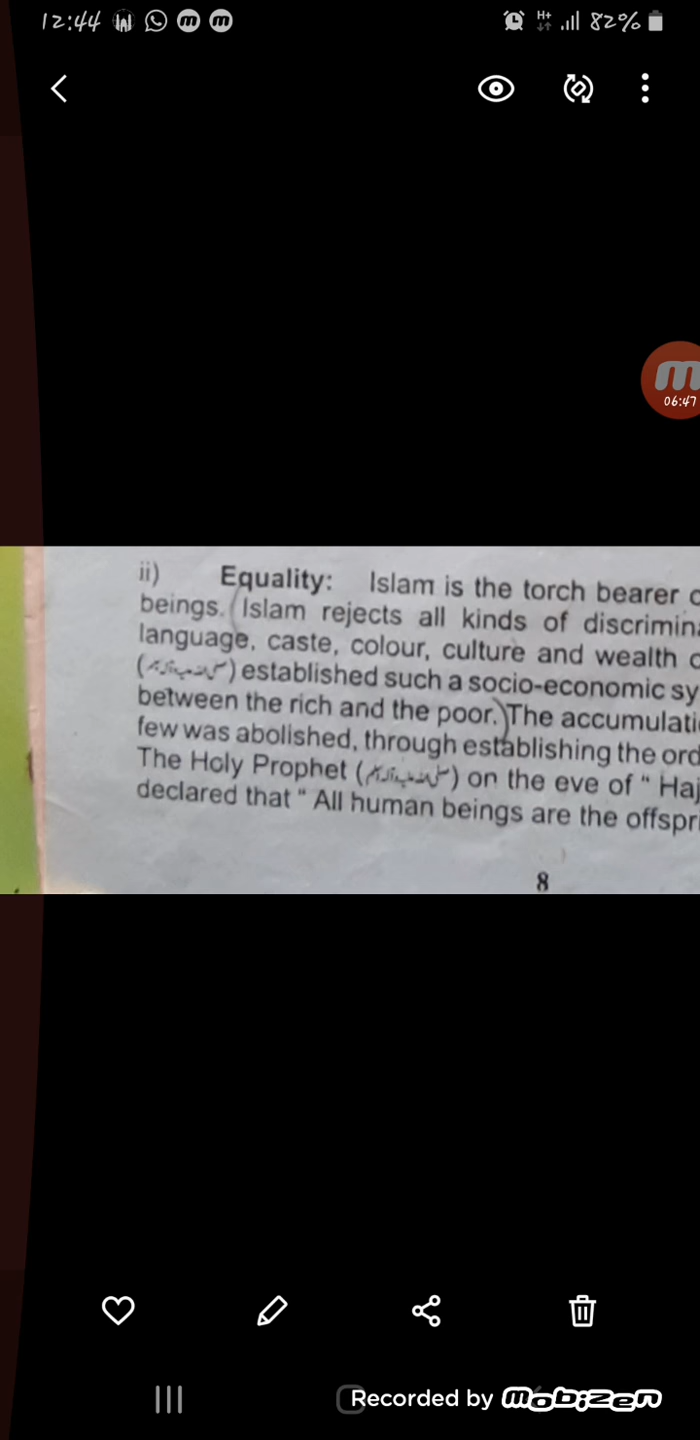 12:44
H+
82%
06:47
ii) Equality: Islam is the torch bearer
beings. (Islam rejects all kinds of
language, caste, colour, culture and wealth
established such a socio-economic
between the rich and the poor.) The
few was abolished, through establishing the
The Holy Prophet ( ) on the eve of “
declared that “ All human beings are the
8
Recorded by mobizen